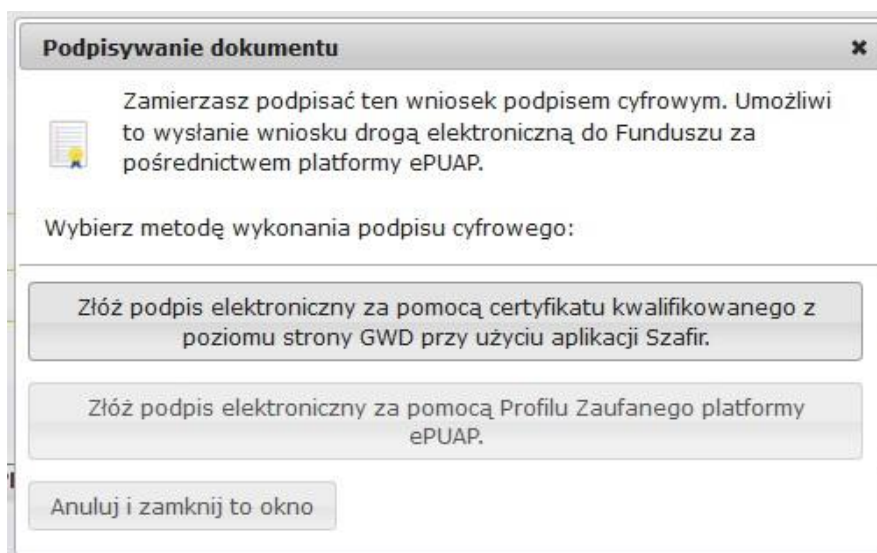 Podpisywanie dokumentu
Zamierzasz podpisać ten wniosek podpisem cyfrowym. Umożliwi
to wysłanie wniosku drogą elektroniczną do Funduszu za
pośrednictwem platformy ePUAP.
Wybierz metodę wykonania podpisu cyfrowego:
Złóż podpis elektroniczny za pomocą certyfikatu kwalifikowanego z
poziomu strony GWD przy użyciu aplikacji Szafir.
Złóż podpis elektroniczny za pomocą Profilu Zaufanego platformy
ePUAP.
Anuluj i zamknij to okno